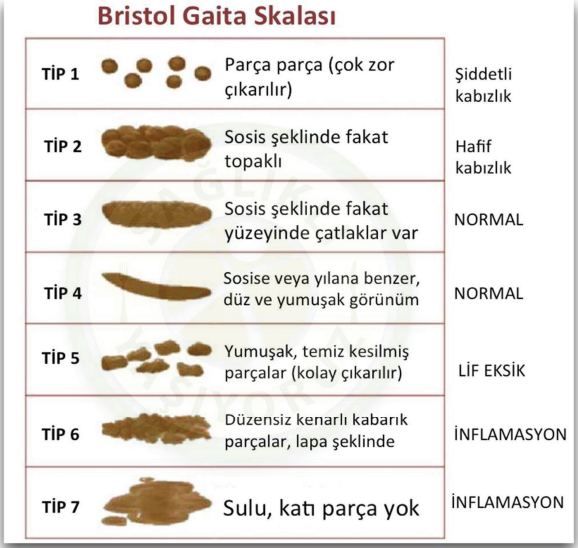 Bristol Gaita Skalası
TİP 1
Parça parça (çok zor
çıkarılır)
Şiddetli
kabızlık
TİP 2
Sosis şeklinde fakat
topaklı
Hafif
kabızlık
TİP 3
Sosis şeklinde fakat
yüzeyinde çatlaklar var
NORMAL
TİP 4
Sosise veya yılana benzer,
düz ve yumuşak görünüm
NORMAL
TİP 5
Yumuşak, temiz kesilmiş
parçalar (kolay çıkarılır)
LİF EKSİK
TİP 6
Düzensiz kenarlı kabarık
parçalar, lapa şeklinde
İNFLAMASYON
TİP 7
Sulu, katı parça yok
İNFLAMASYON